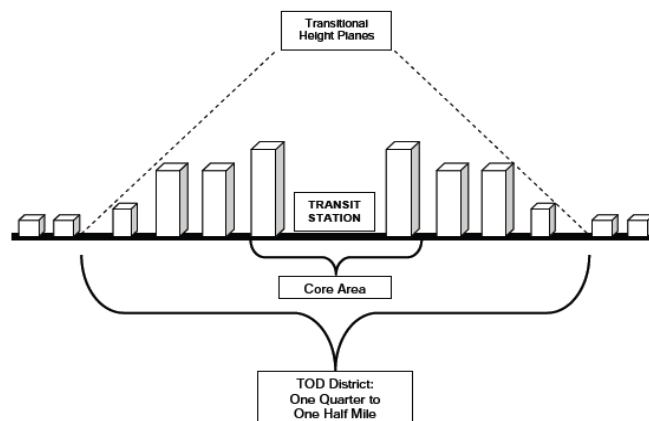 Transitional
Height Planes
TRANSIT
STATION
Core Area
TOD District:
One Quarter to
One Half Mile